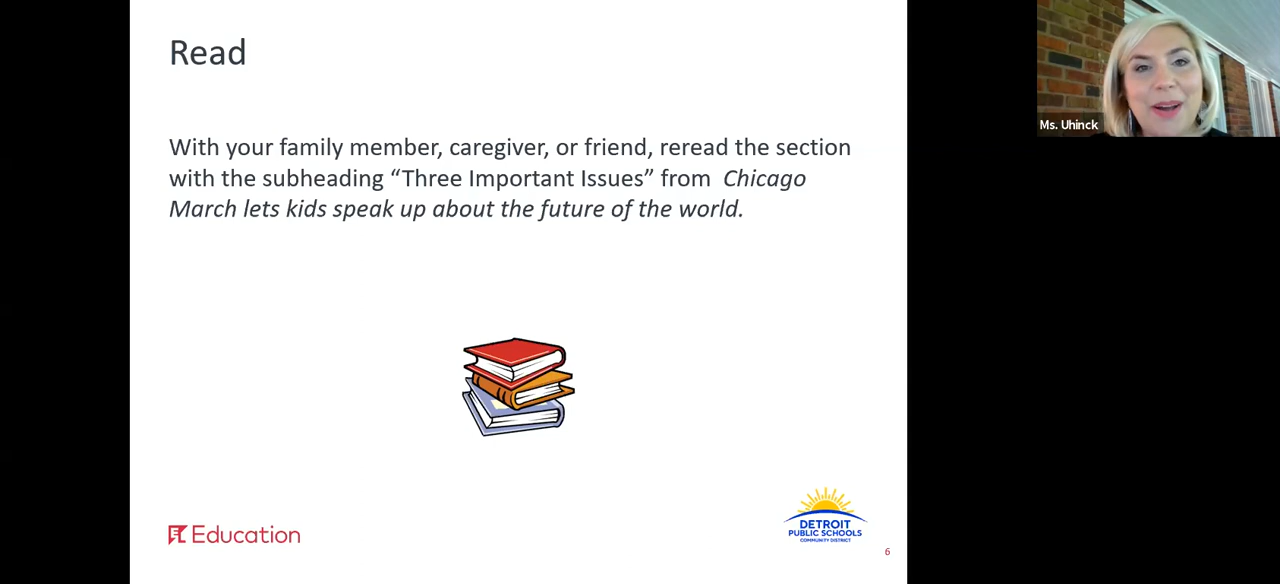 Read
With your family member, caregiver, or friend, reread the section
with the subheading “Three Important Issues” from Chicago
March lets kids speak up about the future of the world.
Ms. Uhinck
EL Education
DETROIT
PUBLIC SCHOOLS
COMMUNITY DISTRICT
6